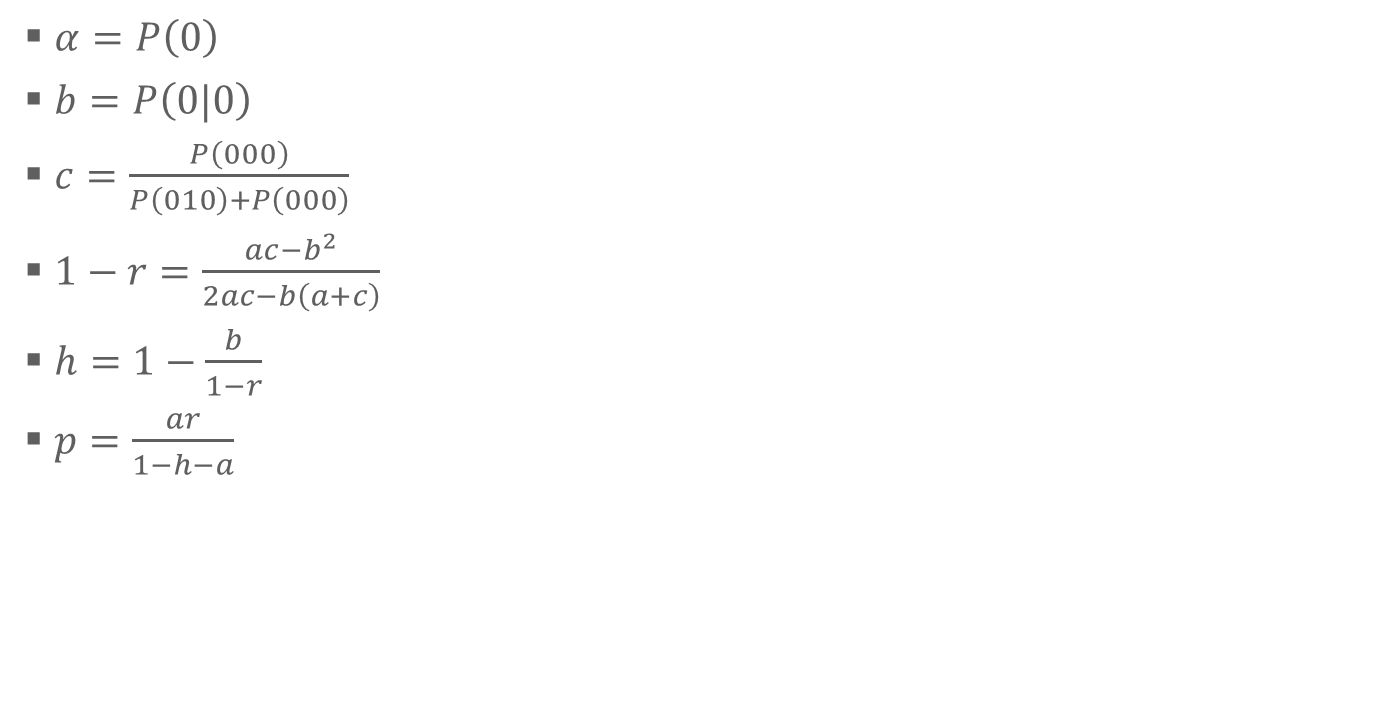 ▪ α = P(0)
▪ b = P(0|0)
▪ c = P(000) / P(010)+P(000)
▪ 1 − r = ac−b² / 2ac−b(a+c)
▪ h = 1 − b / 1−r
▪ p = ar / 1−h−a